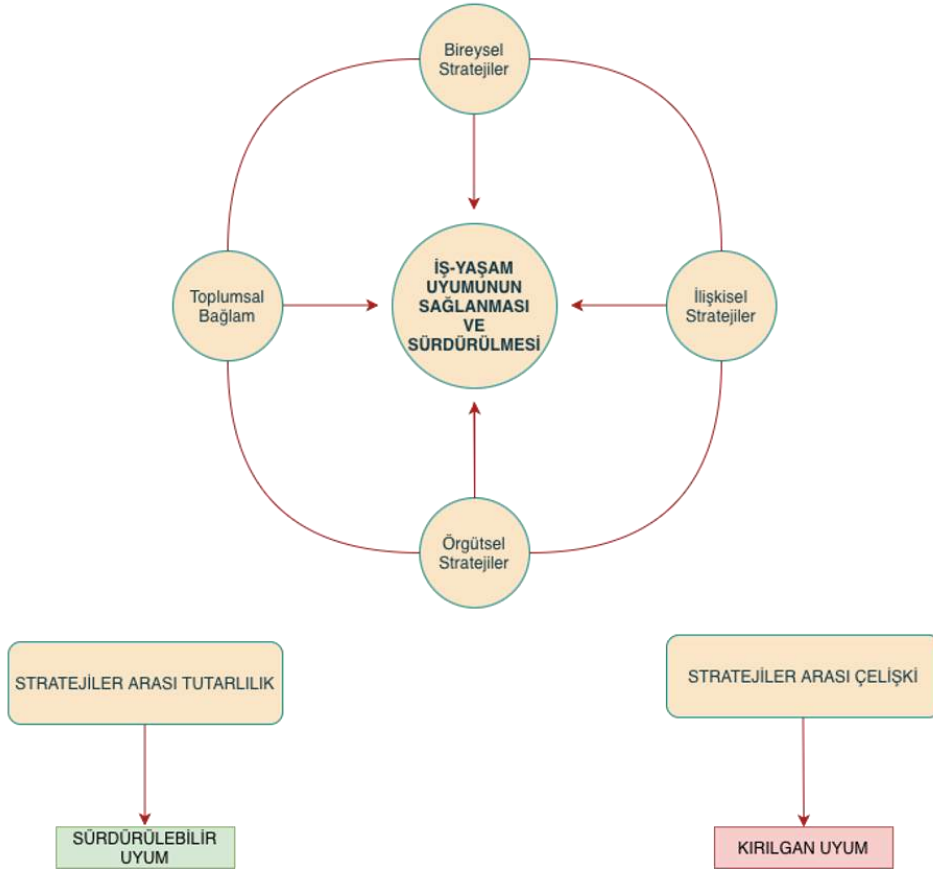 Bireysel
Stratejiler
Toplumsal
Bağlam
İŞ-YAŞAM
UYUMUNUN
SAĞLANMASI
VE
SÜRDÜRÜLMESİ
İlişkisel
Stratejiler
Örgütsel
Stratejiler
STRATEJİLER ARASI TUTARLILIK
STRATEJİLER ARASI ÇELİŞKİ
SÜRDÜRÜLEBİLİR
UYUM
KIRILGAN UYUM